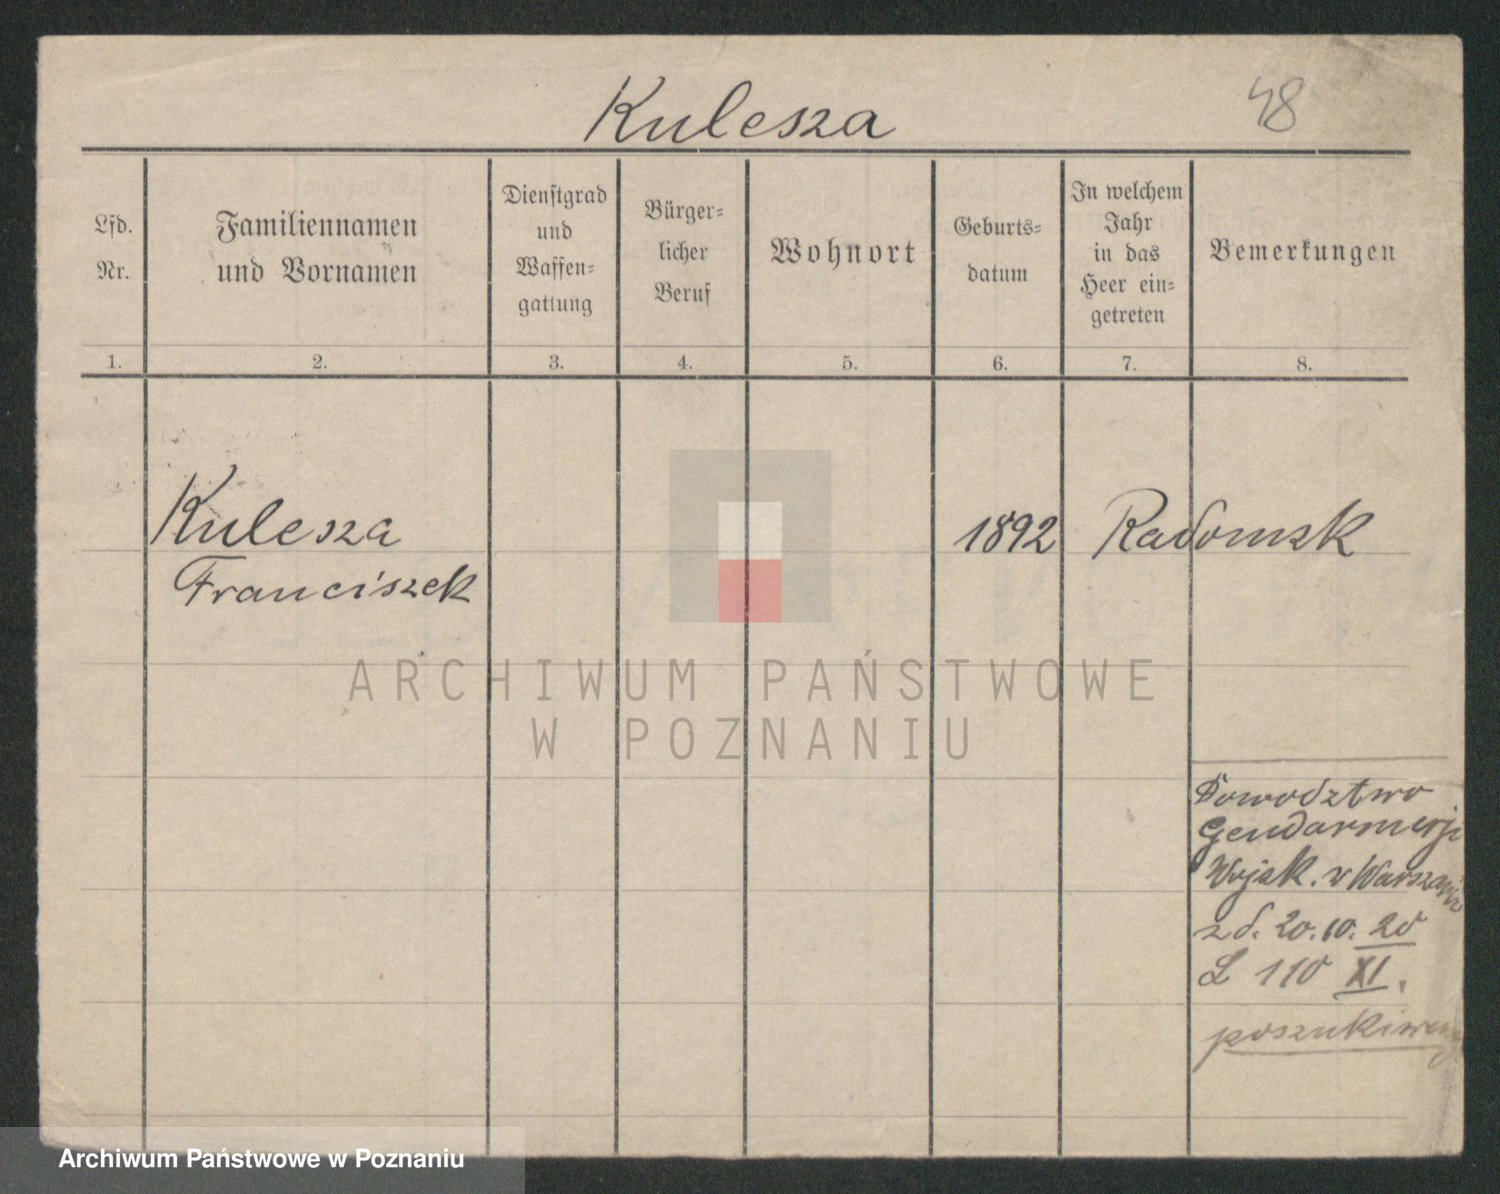 Kulesza
48
Lfd.
Nr.
Familiennamen
und Vornamen
Dienstgrad
und
Waffen-
gattung
Bürger-
licher
Beruf
Wohnort
Geburts-
datum
In welchem
Jahr
in das
Heer ein-
getreten
Bemerkungen
1. 2. 3. 4. 5. 6. 7. 8.
Kulesza 1892 Radomsk
Franciszek
ARCHIWUM PAŃSTWOWE
W POZNANIU
Dowództwo
Gendarmerji
Wojsk. w Warszawie
z d. 20.10.20
L 110 XI.
poszukiwany
Archiwum Państwowe w Poznaniu